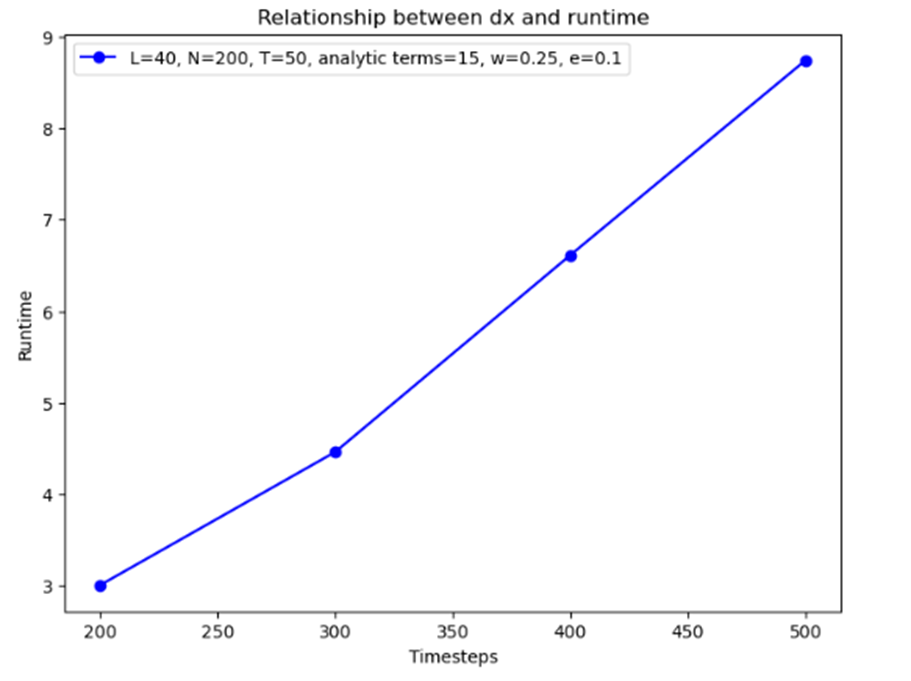 Relationship between dx and runtime
L=40, N=200, T=50, analytic terms=15, w=0.25, e=0.1
9
8
7
6
5
4
3
Runtime
200 250 300 350 400 450 500
Timesteps